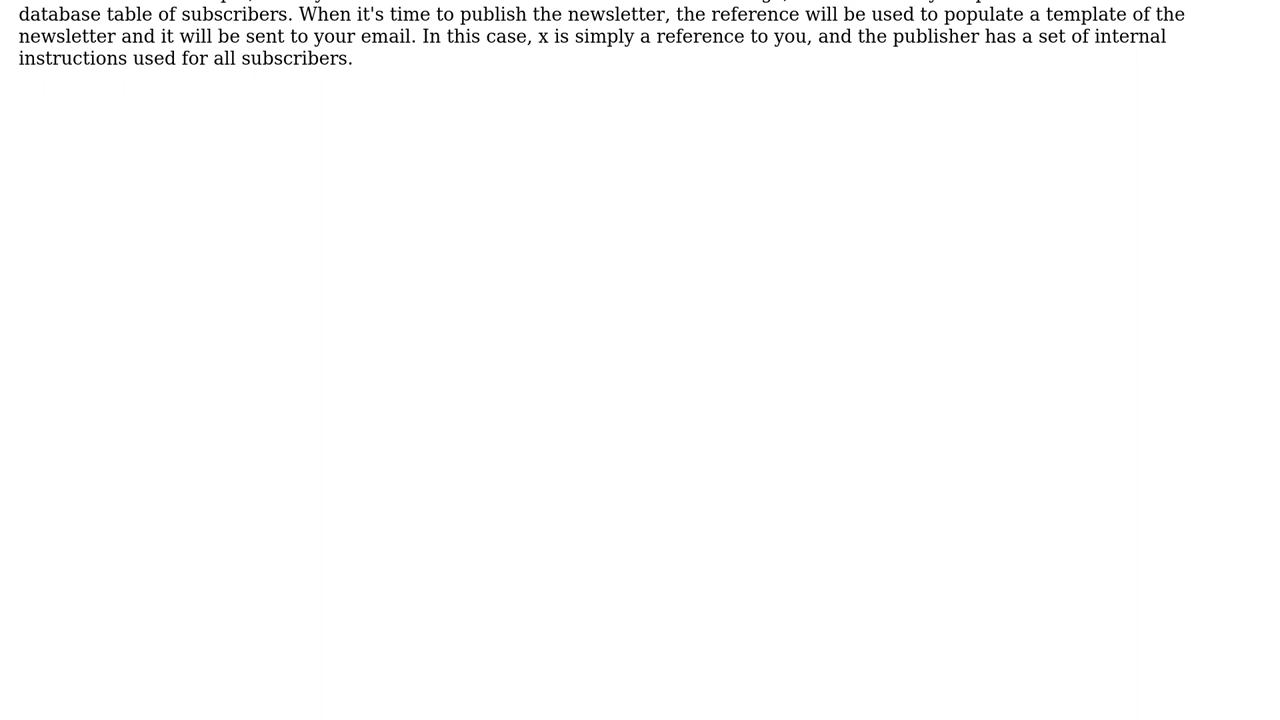 database table of subscribers. When it's time to publish the newsletter, the reference will be used to populate a template of the
newsletter and it will be sent to your email. In this case, x is simply a reference to you, and the publisher has a set of internal
instructions used for all subscribers.